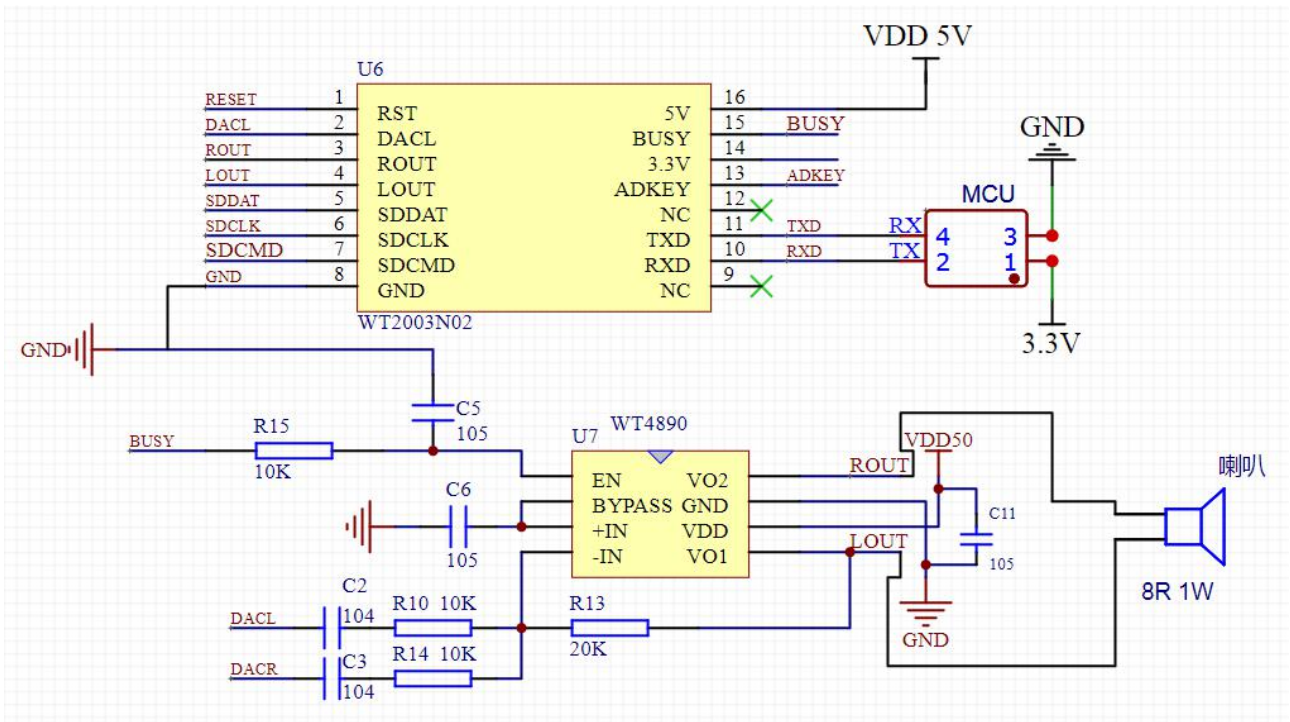 VDD 5V
U6
RESET 1 RST
DACL 2 DACL
ROUT 3 ROUT
LOUT 4 LOUT
SDDAT 5 SDDAT
SDCLK 6 SDCLK
SDCMD 7 SDCMD
GND 8 GND
5V 16
BUSY 15 BUSY
3.3V 14
ADKEY 13 ADKEY
NC 12
TXD 11 TXD
RXD 10 RXD
NC 9
WT2003N02
GND
MCU
RX 4 3
TX 2 1
3.3V
GND
C5
105
BUSY
R15
10K
U7 WT4890
EN VO2
BYPASS GND
+IN VDD
-IN VO1
C6
105
ROUT
VDD50
LOUT
C11
105
GND
喇叭
8R 1W
DACL
C2
104
R10 10K
R13
20K
DACR
C3
104
R14 10K